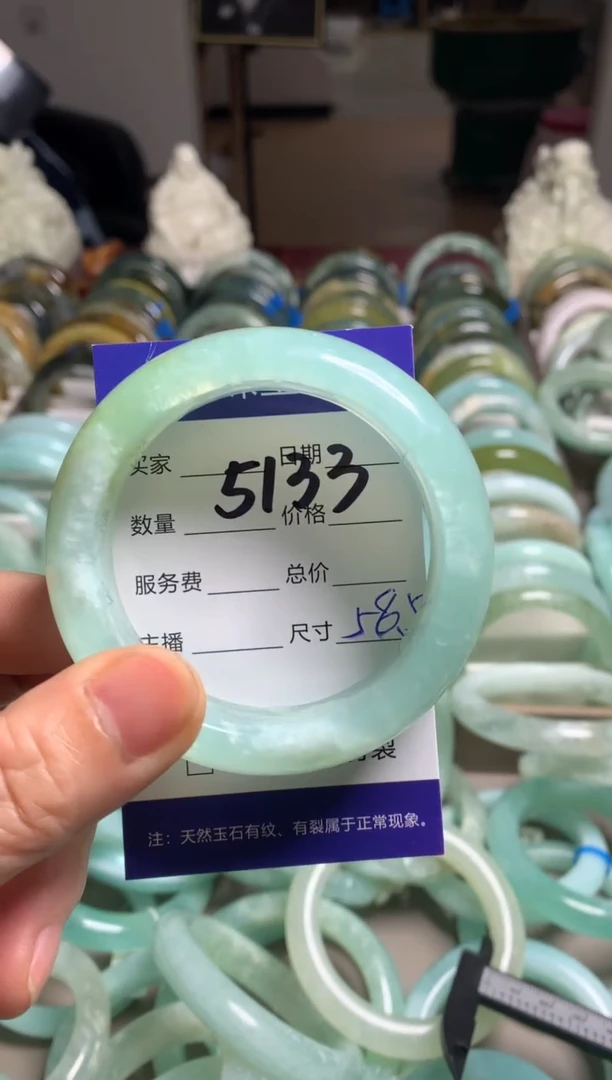 买家 日期
5133
数量 价格
服务费 总价
主播 尺寸 58.5
裂
注：天然玉石有纹、有裂属于正常现象。